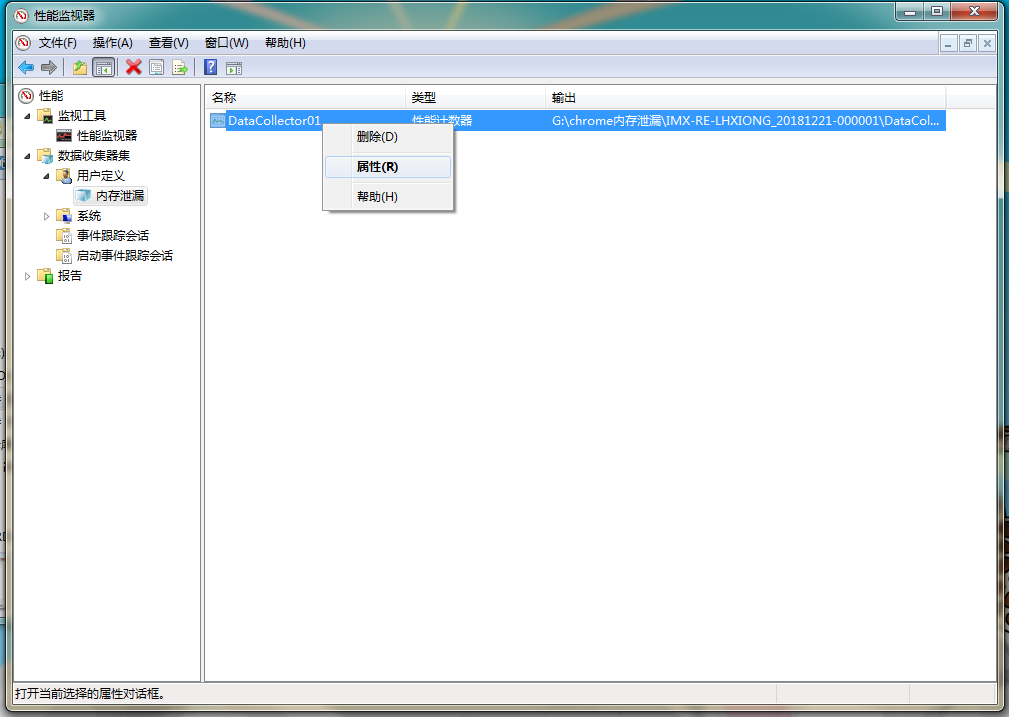 性能监视器
文件(F) 操作(A) 查看(V) 窗口(W) 帮助(H)
性能
监视工具
性能监视器
数据收集器集
用户定义
内存泄漏
系统
事件跟踪会话
启动事件跟踪会话
报告
名称 类型 输出
DataCollector01 性能计数器 G:\chrome内存泄漏\IMX-RE-LHXIONG_20181221-000001\DataCol...
删除(D)
属性(R)
帮助(H)
打开当前选择的属性对话框。